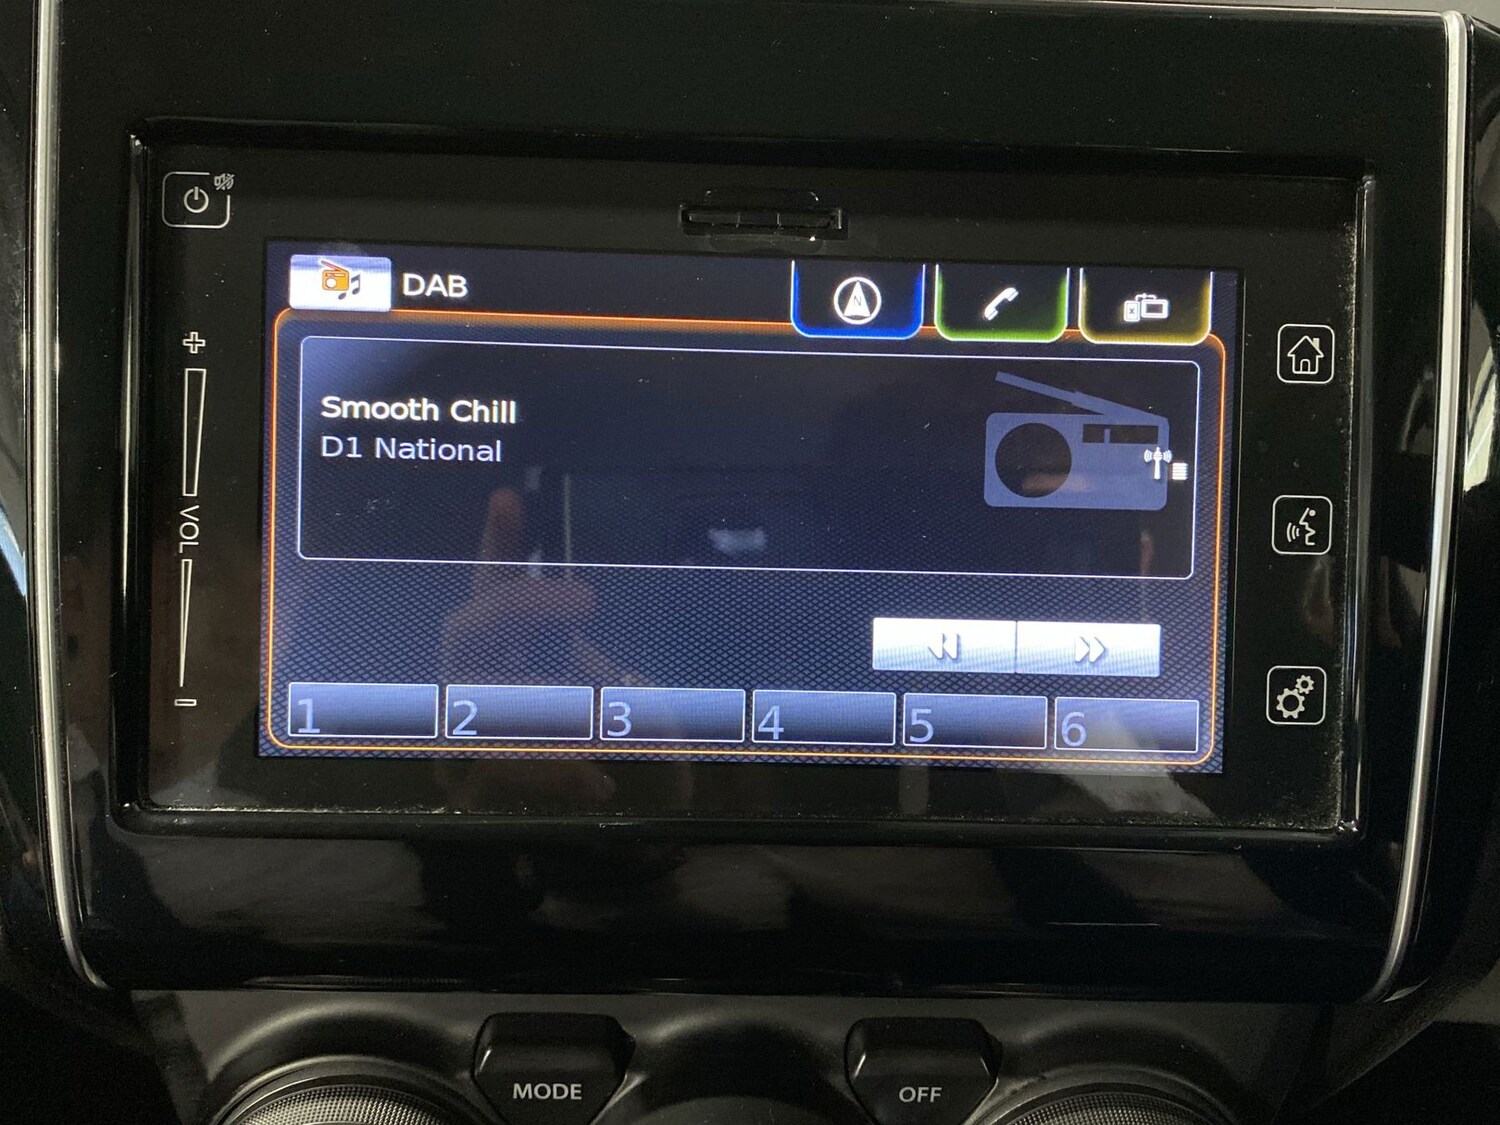 DAB
N
Smooth Chill
D1 National
VOL
1 2 3 4 5 6
MODE OFF